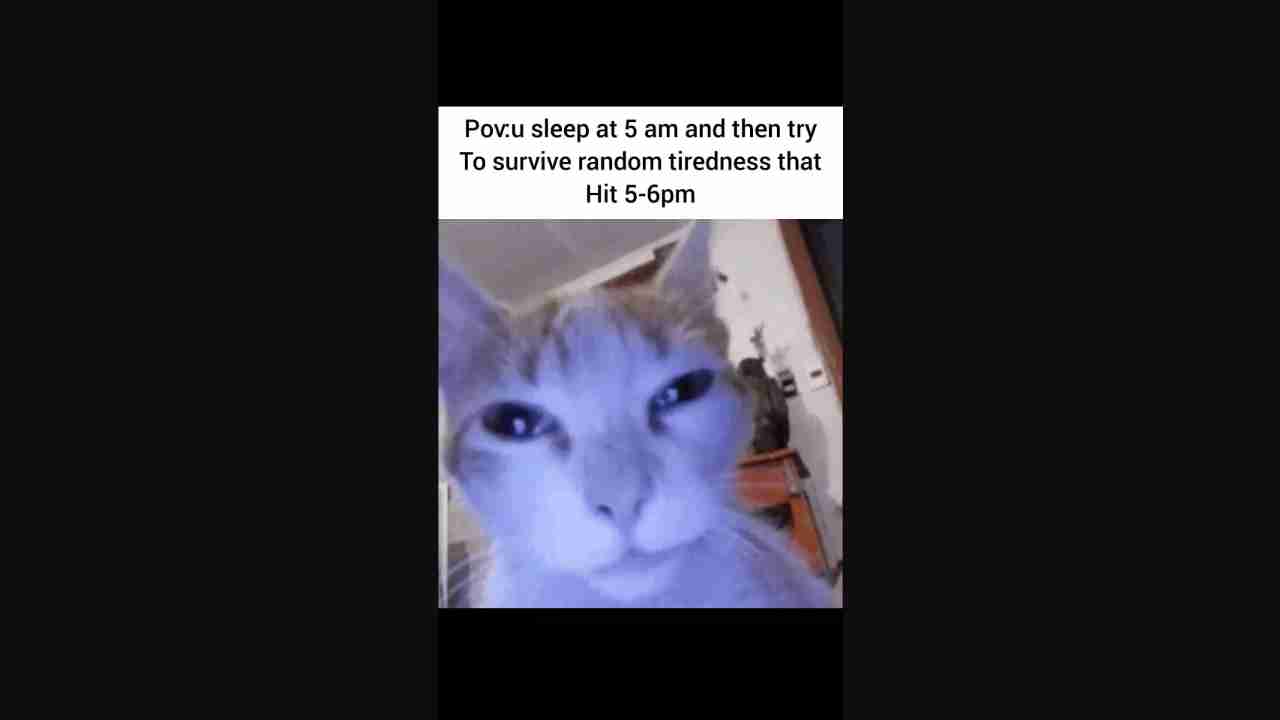 Pov:u sleep at 5 am and then try
To survive random tiredness that
Hit 5-6pm